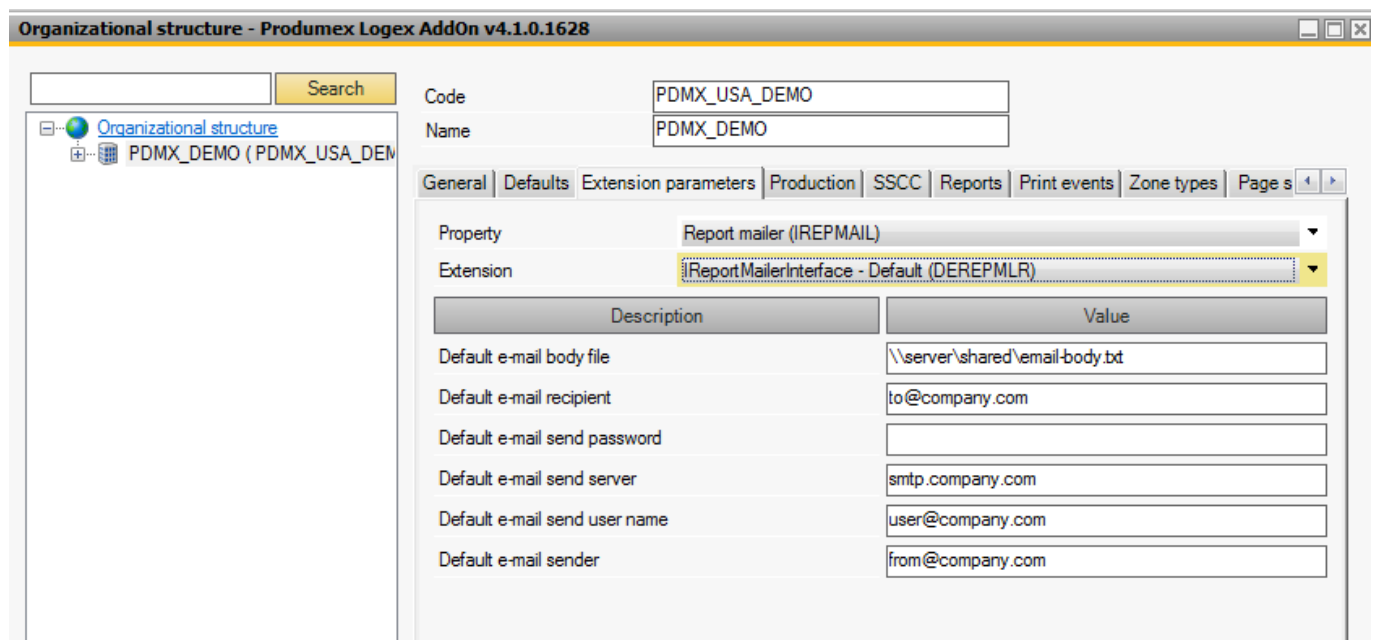 Organizational structure - Produmex Logex AddOn v4.1.0.1628
Search
Organizational structure
PDMX_DEMO ( PDMX_USA_DEM
Code PDMX_USA_DEMO
Name PDMX_DEMO
General Defaults Extension parameters Production SSCC Reports Print events Zone types Page s
Property Report mailer (IREPMAIL)
Extension IReportMailerInterface - Default (DEREPMLR)
Description Value
Default e-mail body file \\server\shared\email-body.txt
Default e-mail recipient to@company.com
Default e-mail send password
Default e-mail send server smtp.company.com
Default e-mail send user name user@company.com
Default e-mail sender from@company.com